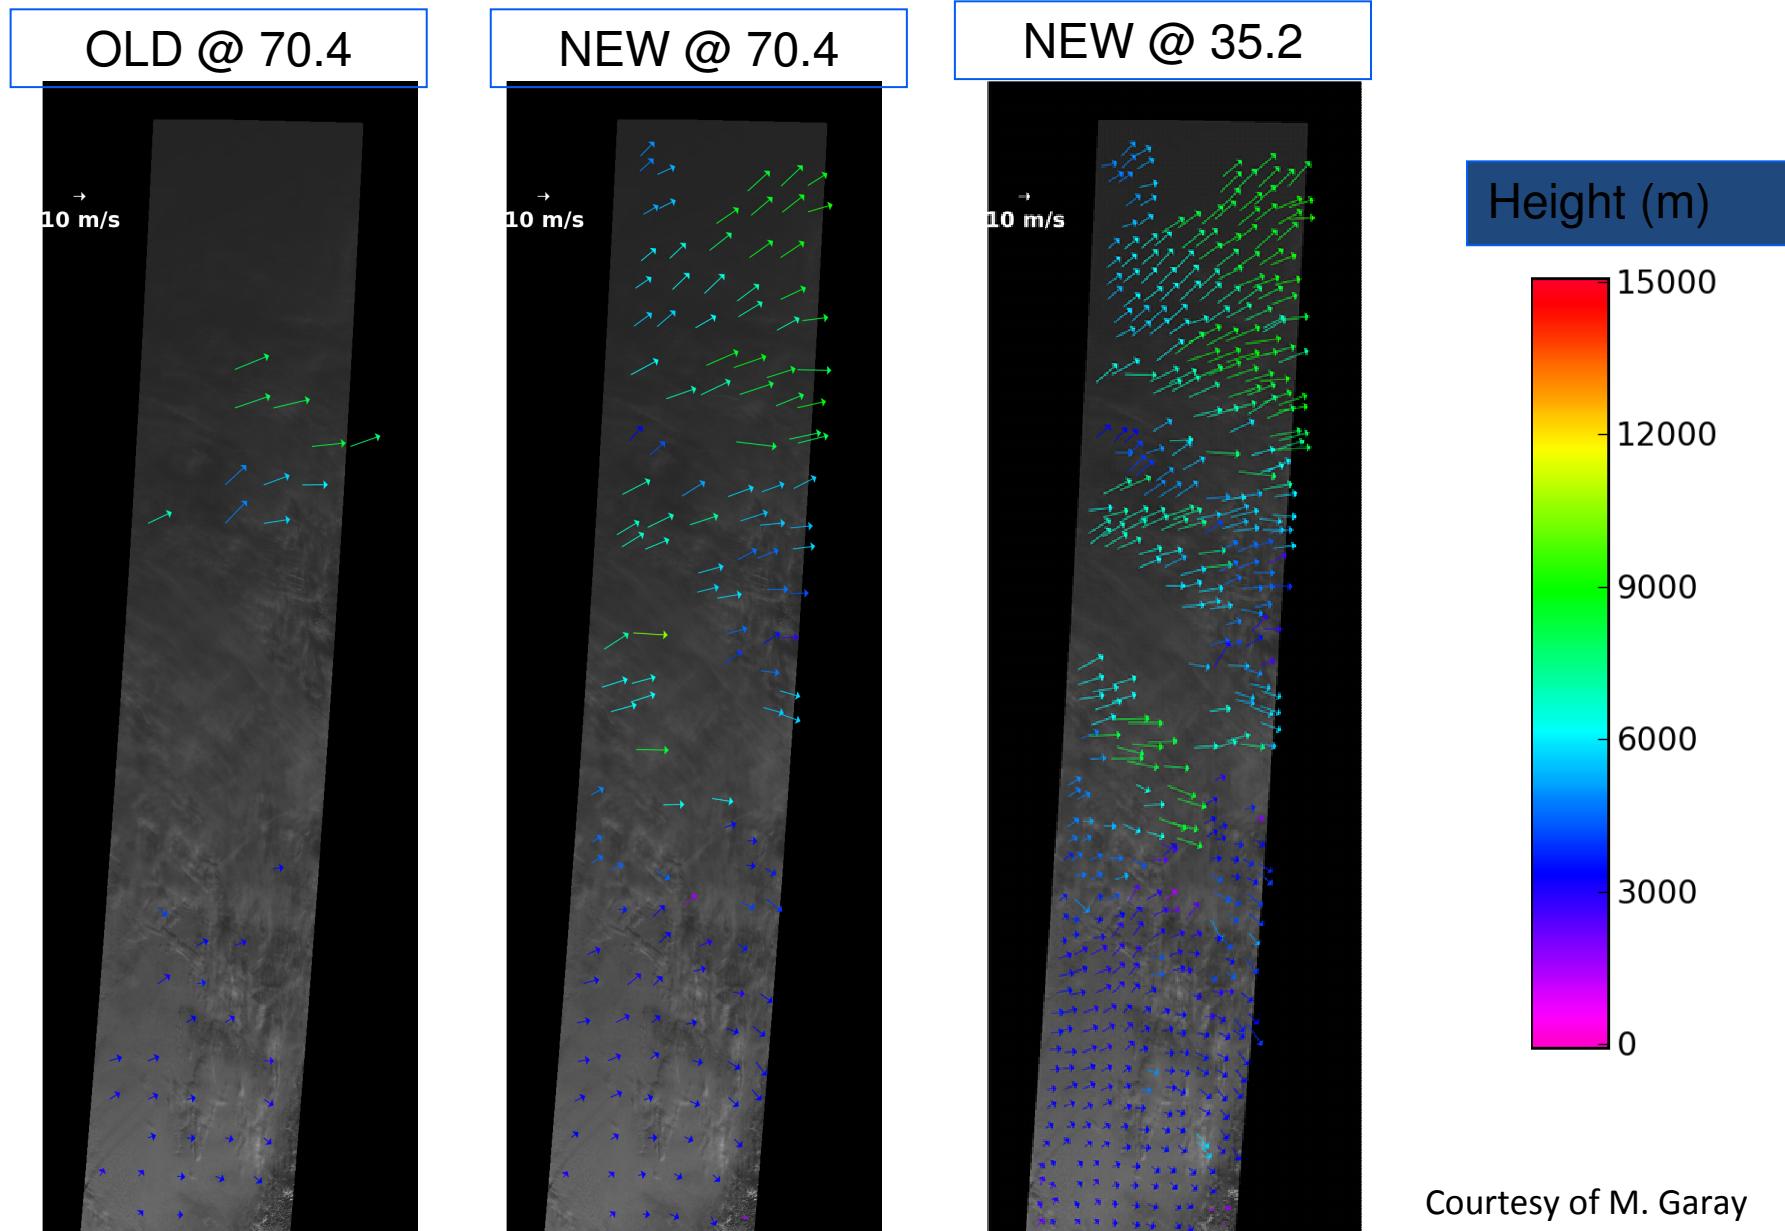 OLD @ 70.4
NEW @ 70.4
NEW @ 35.2
10 m/s
10 m/s
10 m/s
Height (m)
15000
12000
9000
6000
3000
0
Courtesy of M. Garay